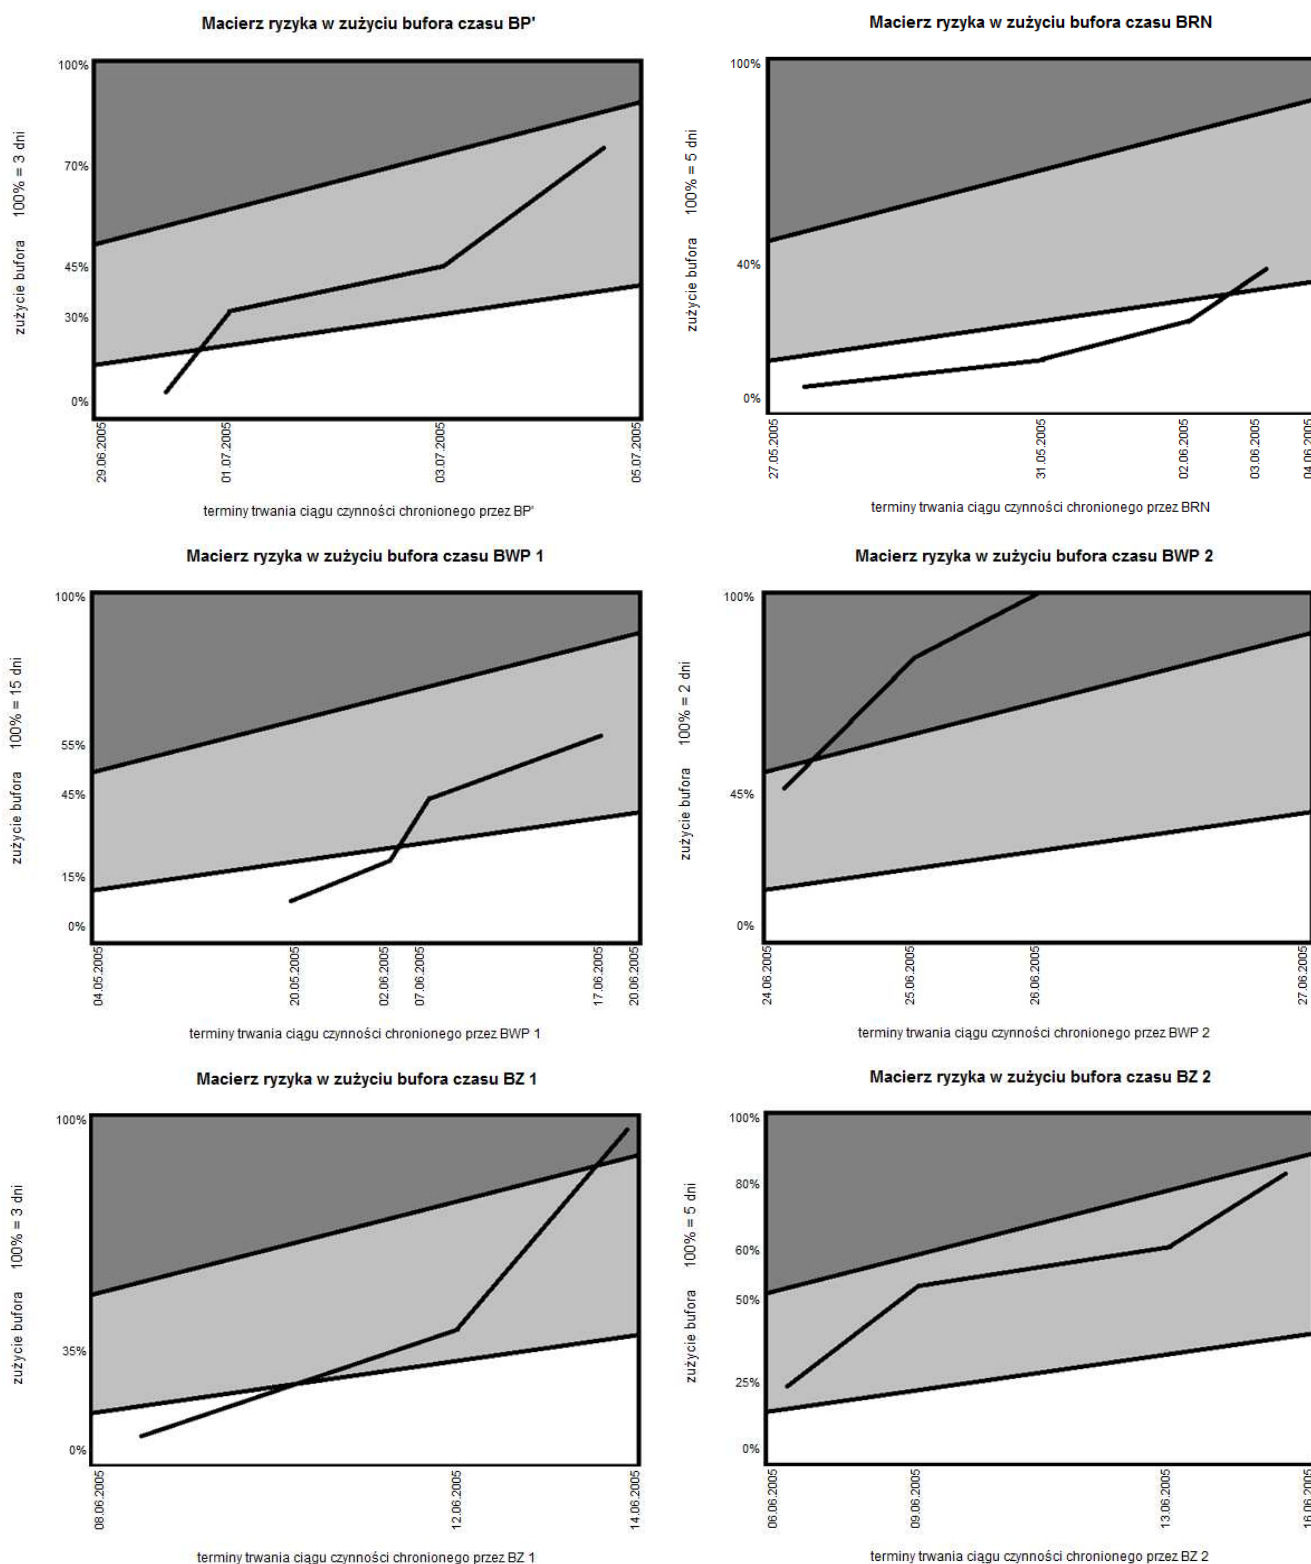 Macierz ryzyka w zużyciu bufora czasu BP'
100%
70%
45%
30%
0%
zużycie bufora 100% = 3 dni
29.06.2005
01.07.2005
03.07.2005
05.07.2005
terminy trwania ciągu czynności chronionego przez BP'
Macierz ryzyka w zużyciu bufora czasu BRN
100%
40%
0%
zużycie bufora 100% = 5 dni
27.05.2005
31.05.2005
02.06.2005
03.06.2005
04.06.2005
terminy trwania ciągu czynności chronionego przez BRN
Macierz ryzyka w zużyciu bufora czasu BWP 1
100%
55%
45%
15%
0%
zużycie bufora 100% = 15 dni
04.05.2005
20.05.2005
02.06.2005
07.06.2005
17.06.2005
20.06.2005
terminy trwania ciągu czynności chronionego przez BWP 1
Macierz ryzyka w zużyciu bufora czasu BWP 2
100%
45%
0%
zużycie bufora 100% = 2 dni
24.06.2005
25.06.2005
26.06.2005
27.06.2005
terminy trwania ciągu czynności chronionego przez BWP 2
Macierz ryzyka w zużyciu bufora czasu BZ 1
100%
35%
0%
zużycie bufora 100% = 3 dni
08.06.2005
12.06.2005
14.06.2005
terminy trwania ciągu czynności chronionego przez BZ 1
Macierz ryzyka w zużyciu bufora czasu BZ 2
100%
80%
60%
50%
25%
0%
zużycie bufora 100% = 5 dni
06.06.2005
09.06.2005
13.06.2005
16.06.2005
terminy trwania ciągu czynności chronionego przez BZ 2